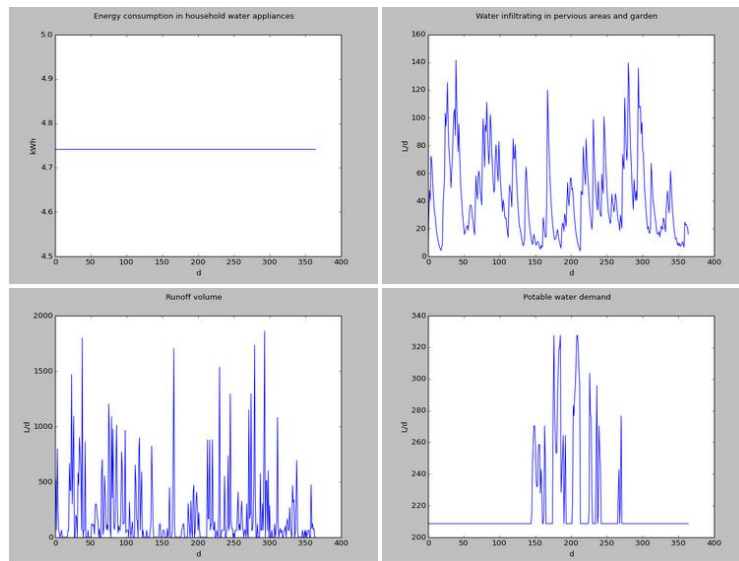 Energy consumption in household water appliances
5.0
4.9
4.8
4.7
4.6
4.5
kWh
0 50 100 150 200 250 300 350 400
d
Water infiltrating in pervious areas and garden
160
140
120
100
80
60
40
20
0
L/d
0 50 100 150 200 250 300 350 400
d
Runoff volume
2000
1500
1000
500
0
L/d
0 50 100 150 200 250 300 350 400
d
Potable water demand
340
320
300
280
260
240
220
200
L/d
0 50 100 150 200 250 300 350 400
d